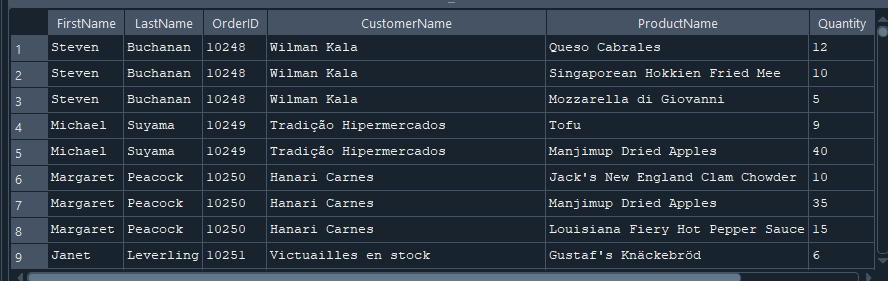 FirstName LastName OrderID CustomerName ProductName Quantity
1 Steven Buchanan 10248 Wilman Kala Queso Cabrales 12
2 Steven Buchanan 10248 Wilman Kala Singaporean Hokkien Fried Mee 10
3 Steven Buchanan 10248 Wilman Kala Mozzarella di Giovanni 5
4 Michael Suyama 10249 Tradição Hipermercados Tofu 9
5 Michael Suyama 10249 Tradição Hipermercados Manjimup Dried Apples 40
6 Margaret Peacock 10250 Hanari Carnes Jack's New England Clam Chowder 10
7 Margaret Peacock 10250 Hanari Carnes Manjimup Dried Apples 35
8 Margaret Peacock 10250 Hanari Carnes Louisiana Fiery Hot Pepper Sauce 15
9 Janet Leverling 10251 Victuailles en stock Gustaf's Knäckebröd 6